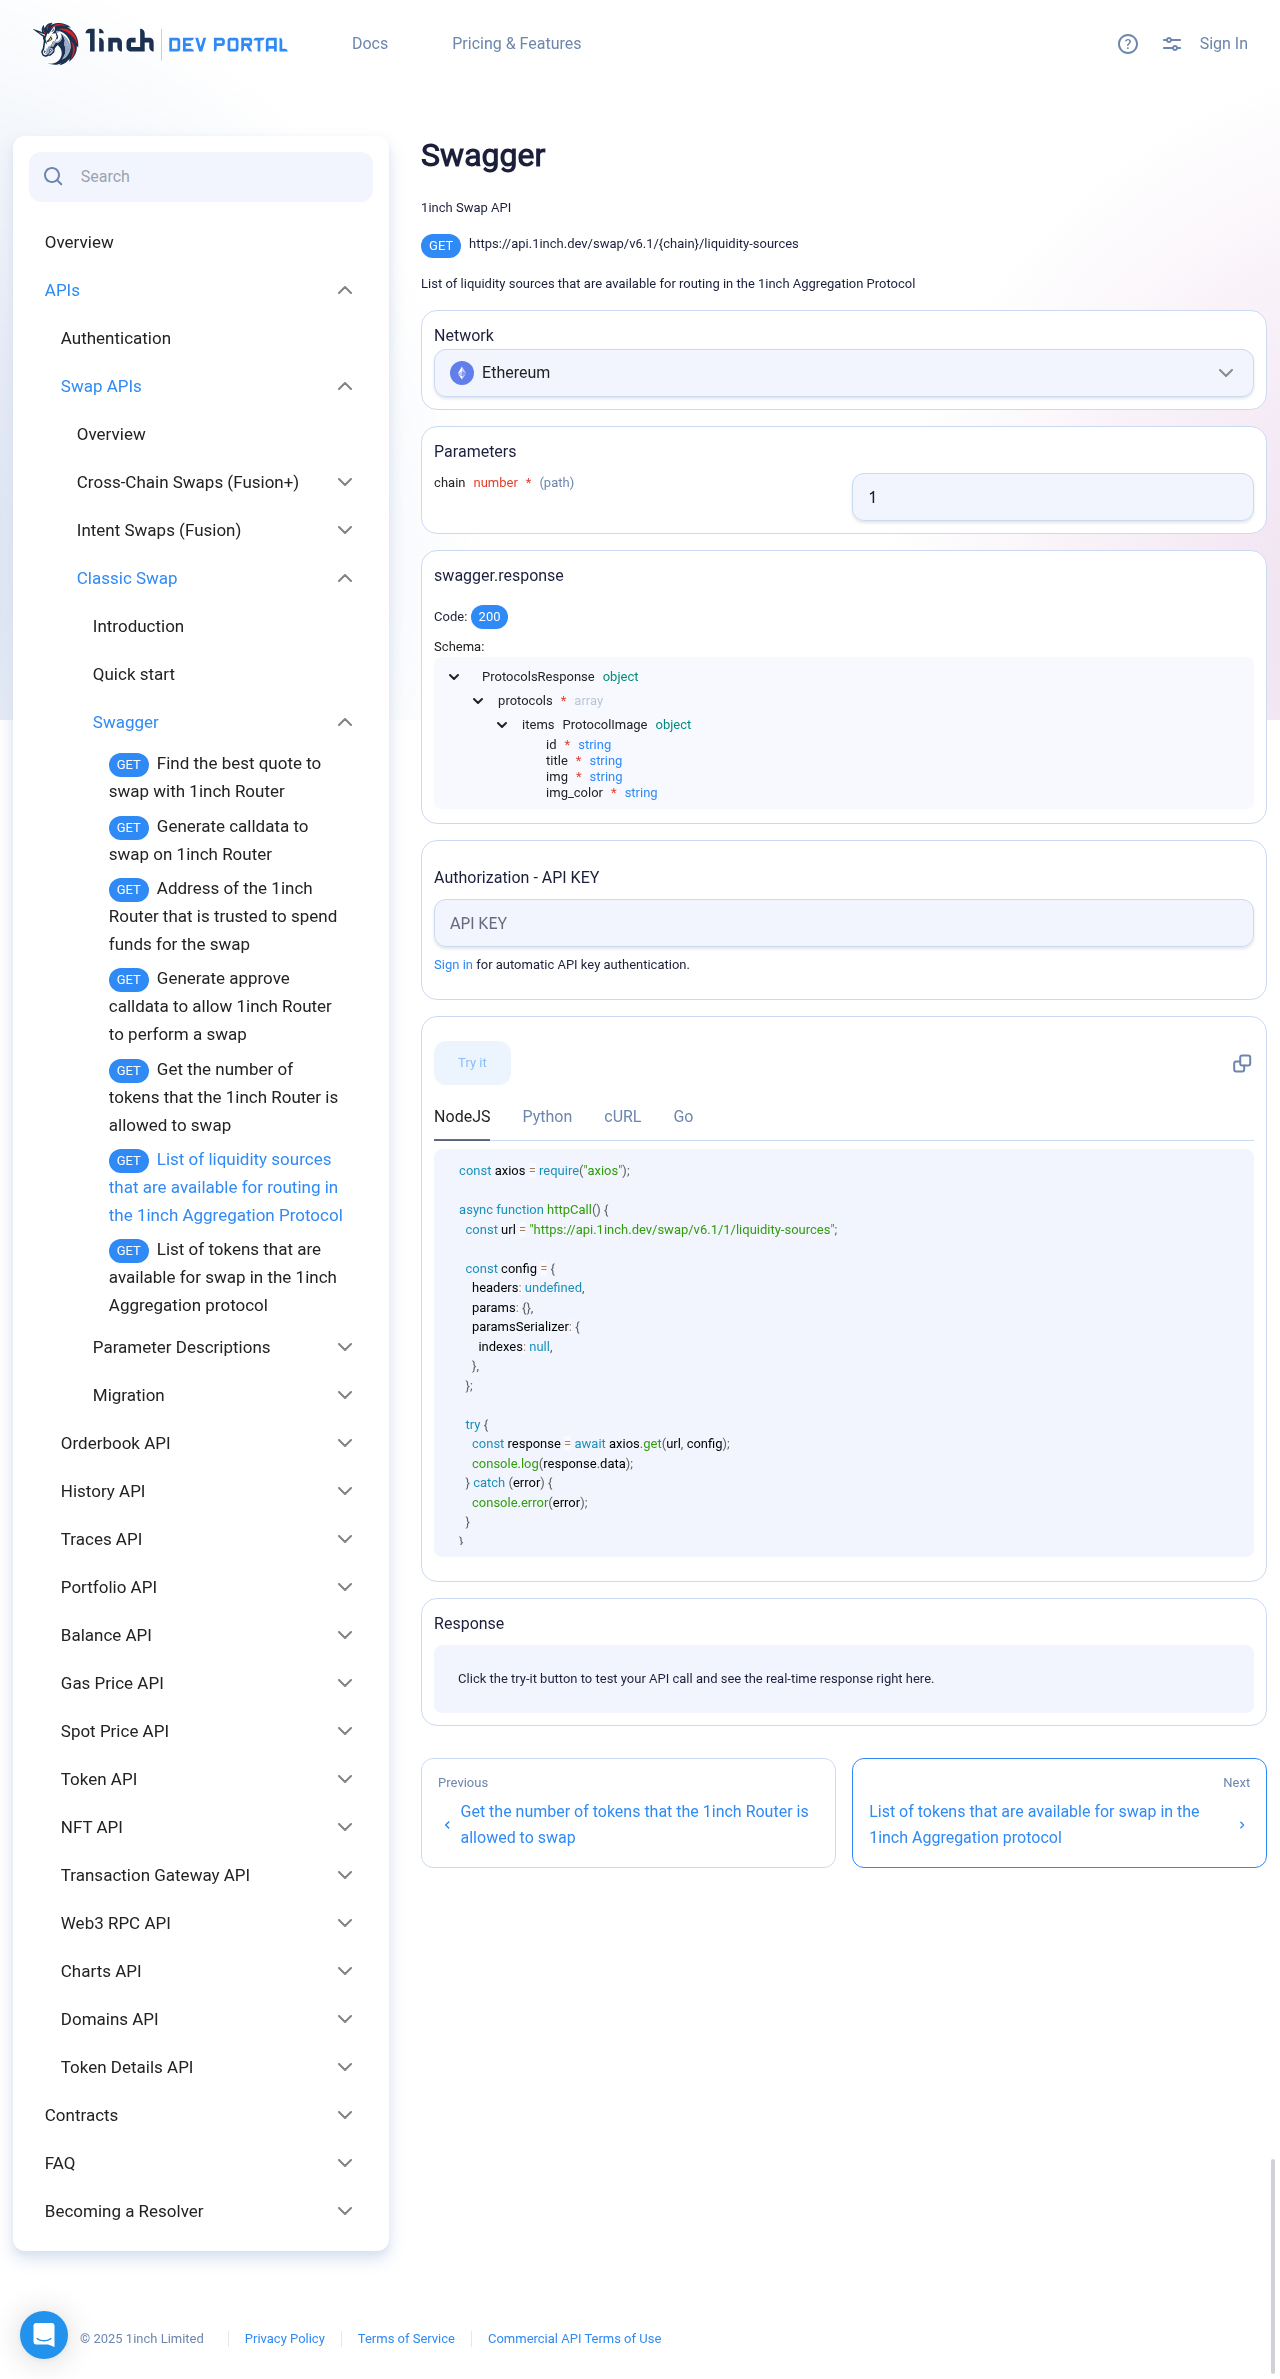 1inch DEV PORTAL
Docs
Pricing & Features
Sign In
Search
Overview
APIs
Authentication
Swap APIs
Overview
Cross-Chain Swaps (Fusion+)
Intent Swaps (Fusion)
Classic Swap
Introduction
Quick start
Swagger
GET Find the best quote to
swap with 1inch Router
GET Generate calldata to
swap on 1inch Router
GET Address of the 1inch
Router that is trusted to spend
funds for the swap
GET Generate approve
calldata to allow 1inch Router
to perform a swap
GET Get the number of
tokens that the 1inch Router is
allowed to swap
GET List of liquidity sources
that are available for routing in
the 1inch Aggregation Protocol
GET List of tokens that are
available for swap in the 1inch
Aggregation protocol
Parameter Descriptions
Migration
Orderbook API
History API
Traces API
Portfolio API
Balance API
Gas Price API
Spot Price API
Token API
NFT API
Transaction Gateway API
Web3 RPC API
Charts API
Domains API
Token Details API
Contracts
FAQ
Becoming a Resolver
Swagger
1inch Swap API
GET https://api.1inch.dev/swap/v6.1/{chain}/liquidity-sources
List of liquidity sources that are available for routing in the 1inch Aggregation Protocol
Network
Ethereum
Parameters
chain number * (path)
1
swagger.response
Code: 200
Schema:
ProtocolsResponse object
protocols * array
items ProtocolImage object
id * string
title * string
img * string
img_color * string
Authorization - API KEY
API KEY
Sign in for automatic API key authentication.
Try it
NodeJS Python cURL Go
const axios = require("axios");
async function httpCall() {
const url = "https://api.1inch.dev/swap/v6.1/1/liquidity-sources";
const config = {
headers: undefined,
params: {},
paramsSerializer: {
indexes: null,
},
};
try {
const response = await axios.get(url, config);
console.log(response.data);
} catch (error) {
console.error(error);
}
}
Response
Click the try-it button to test your API call and see the real-time response right here.
Previous
Get the number of tokens that the 1inch Router is
allowed to swap
Next
List of tokens that are available for swap in the
1inch Aggregation protocol
© 2025 1inch Limited
Privacy Policy
Terms of Service
Commercial API Terms of Use